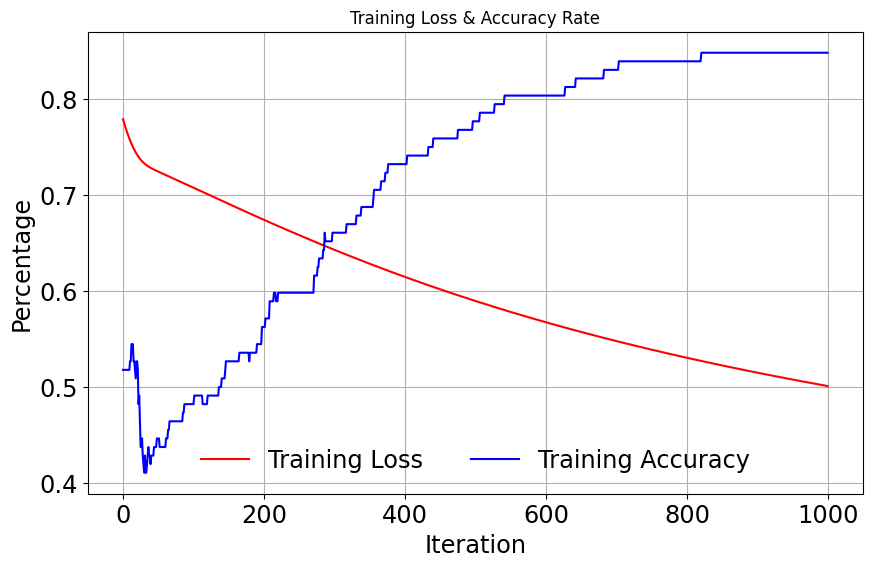 Training Loss & Accuracy Rate
Percentage
0.8
0.7
0.6
0.5
0.4
Training Loss
Training Accuracy
0
200
400
600
800
1000
Iteration